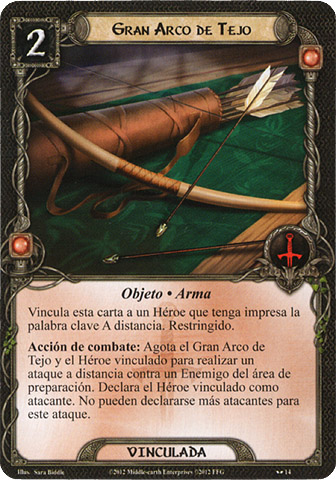 2
Gran Arco de Tejo
Objeto • Arma
Vincula esta carta a un Héroe que tenga impresa la
palabra clave A distancia. Restringido.
Acción de combate: Agota el Gran Arco de
Tejo y el Héroe vinculado para realizar un
ataque a distancia contra un Enemigo del área de
preparación. Declara el Héroe vinculado como
atacante. No pueden declararse más atacantes para
este ataque.
VINCULADA
Illus. Sara Biddle
©2012 Middle-earth Enterprises ©2012 FFG
14